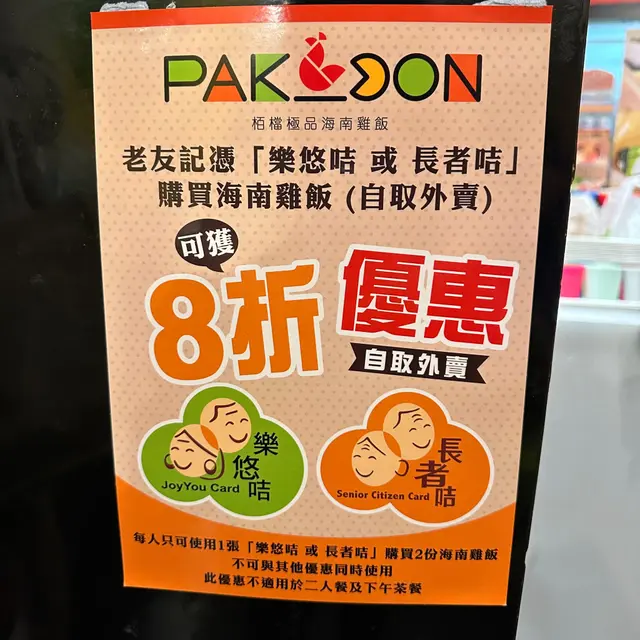 PAKDON
栢檔極品海南雞飯
老友記憑「樂悠咭 或 長者咭」
購買海南雞飯 (自取外賣)
可獲
8折
優惠
自取外賣
樂悠咭
JoyYou Card
長者咭
Senior Citizen Card
每人只可使用1張「樂悠咭 或 長者咭」購買2份海南雞飯
不可與其他優惠同時使用
此優惠不適用於二人餐及下午茶餐